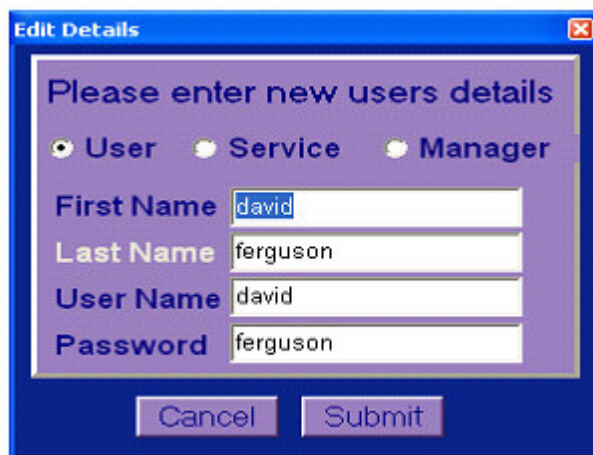 Edit Details
Please enter new users details
User Service Manager
First Name david
Last Name ferguson
User Name david
Password ferguson
Cancel Submit